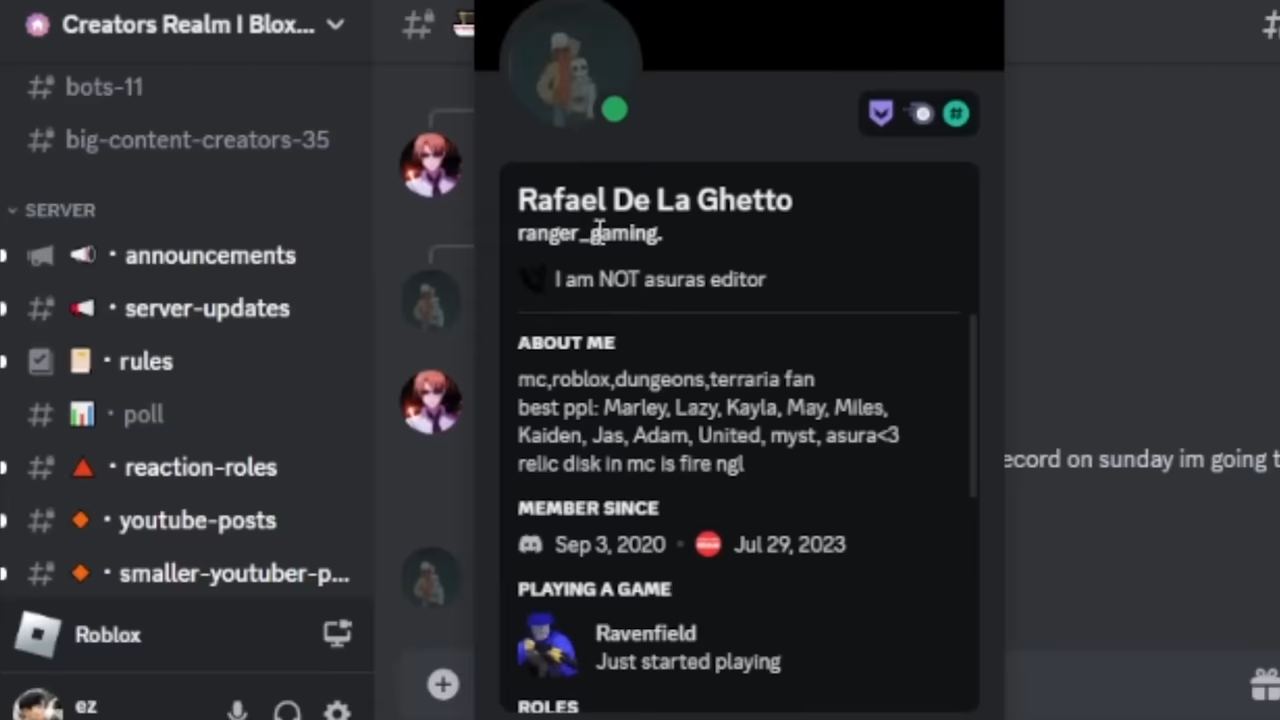 Creators Realm I Blox...
bots-11
big-content-creators-35
SERVER
announcements
server-updates
rules
poll
reaction-roles
youtube-posts
smaller-youtuber-p...
Roblox
ez
Rafael De La Ghetto
ranger_gaming.
I am NOT asuras editor
ABOUT ME
mc,roblox,dungeons,terraria fan
best ppl: Marley, Lazy, Kayla, May, Miles,
Kaiden, Jas, Adam, United, myst, asura<3
relic disk in mc is fire ngl
MEMBER SINCE
Sep 3, 2020 • Jul 29, 2023
PLAYING A GAME
Ravenfield
Just started playing
ROLES
ecord on sunday im going t